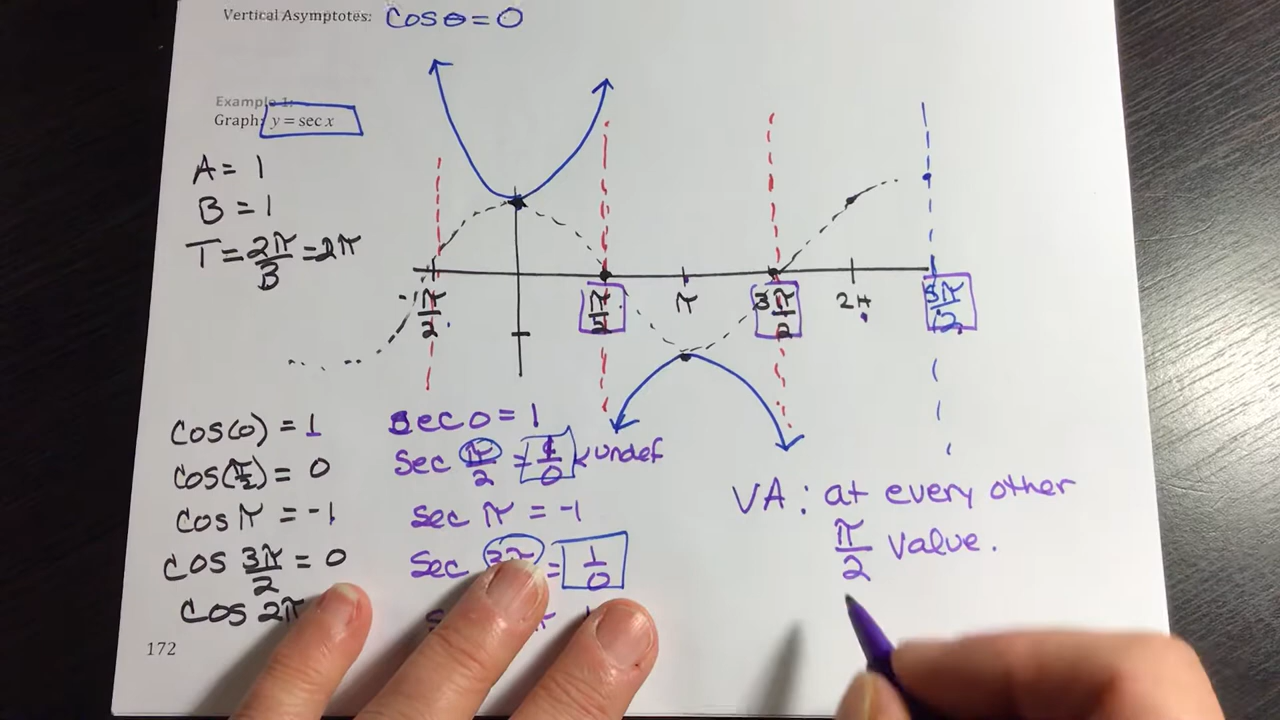 Vertical Asymptotes: cosθ=0
Example 1:
Graph: y = sec x
A = 1
B = 1
T = 2π/B = 2π
-π/2 π/2 π 3π/2 2π 5π/2
cos(0) = 1
cos(π/2) = 0
cos π = -1
cos 3π/2 = 0
cos 2π
sec 0 = 1
sec π/2 = 1/0 undef
sec π = -1
sec 3π/2 = 1/0
VA: at every other
π/2 value.
172